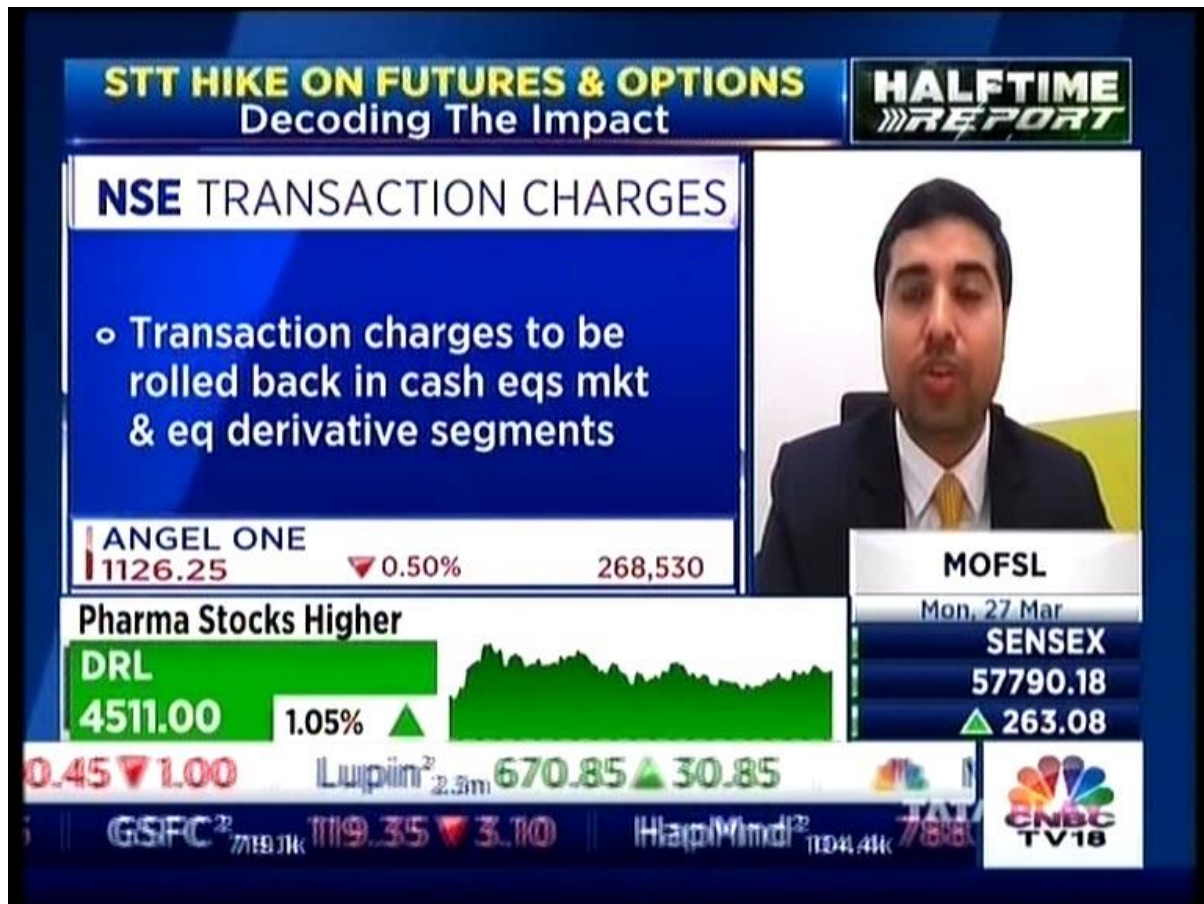 STT HIKE ON FUTURES & OPTIONS
Decoding The Impact
HALFTIME
REPORT
NSE TRANSACTION CHARGES
Transaction charges to be
rolled back in cash eqs mkt
& eq derivative segments
ANGEL ONE
1126.25 ▼ 0.50% 268,530
MOFSL
Mon, 27 Mar
Pharma Stocks Higher
DRL
4511.00 1.05% ▲
SENSEX
57790.18
▲ 263.08
0.45 ▼ 1.00 Lupin 670.85 ▲ 30.85
GSFC 119.35 ▼ 3.10 HapMnd
CNBC
TV18